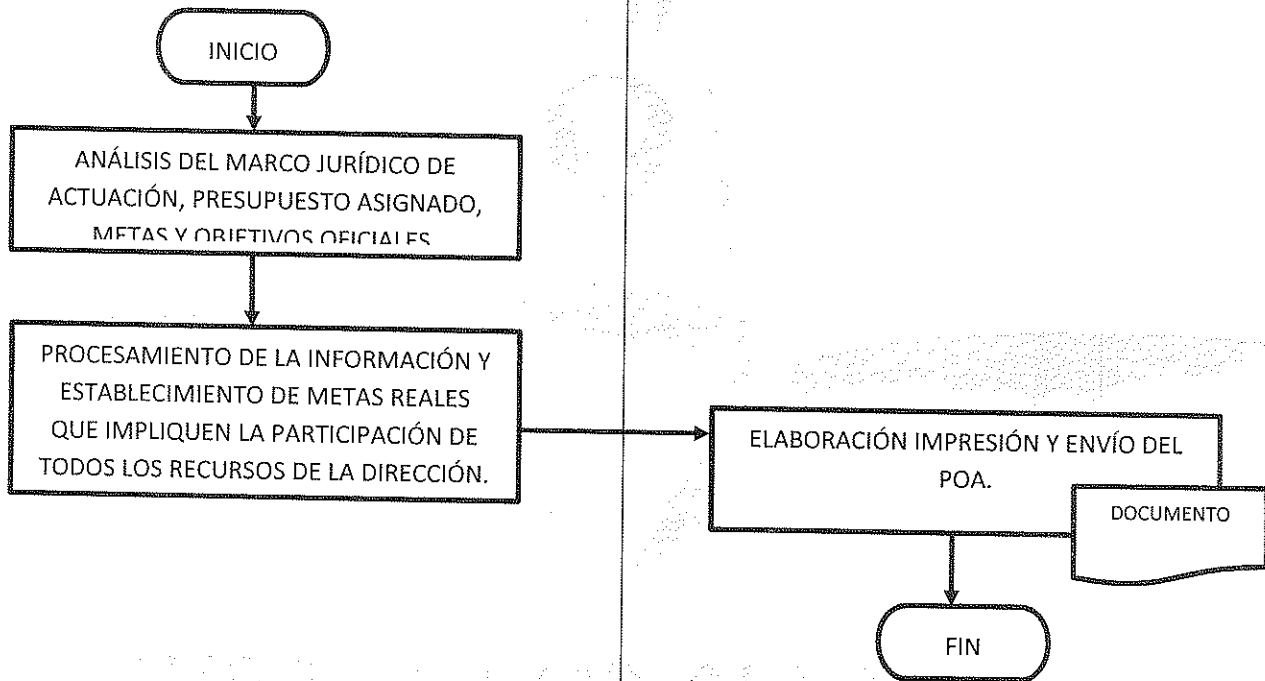 INICIO
ANÁLISIS DEL MARCO JURÍDICO DE
ACTUACIÓN, PRESUPUESTO ASIGNADO,
METAS Y OBJETIVOS OFICIALES
PROCESAMIENTO DE LA INFORMACIÓN Y
ESTABLECIMIENTO DE METAS REALES
QUE IMPLIQUEN LA PARTICIPACIÓN DE
TODOS LOS RECURSOS DE LA DIRECCIÓN.
ELABORACIÓN IMPRESIÓN Y ENVÍO DEL
POA.
DOCUMENTO
FIN